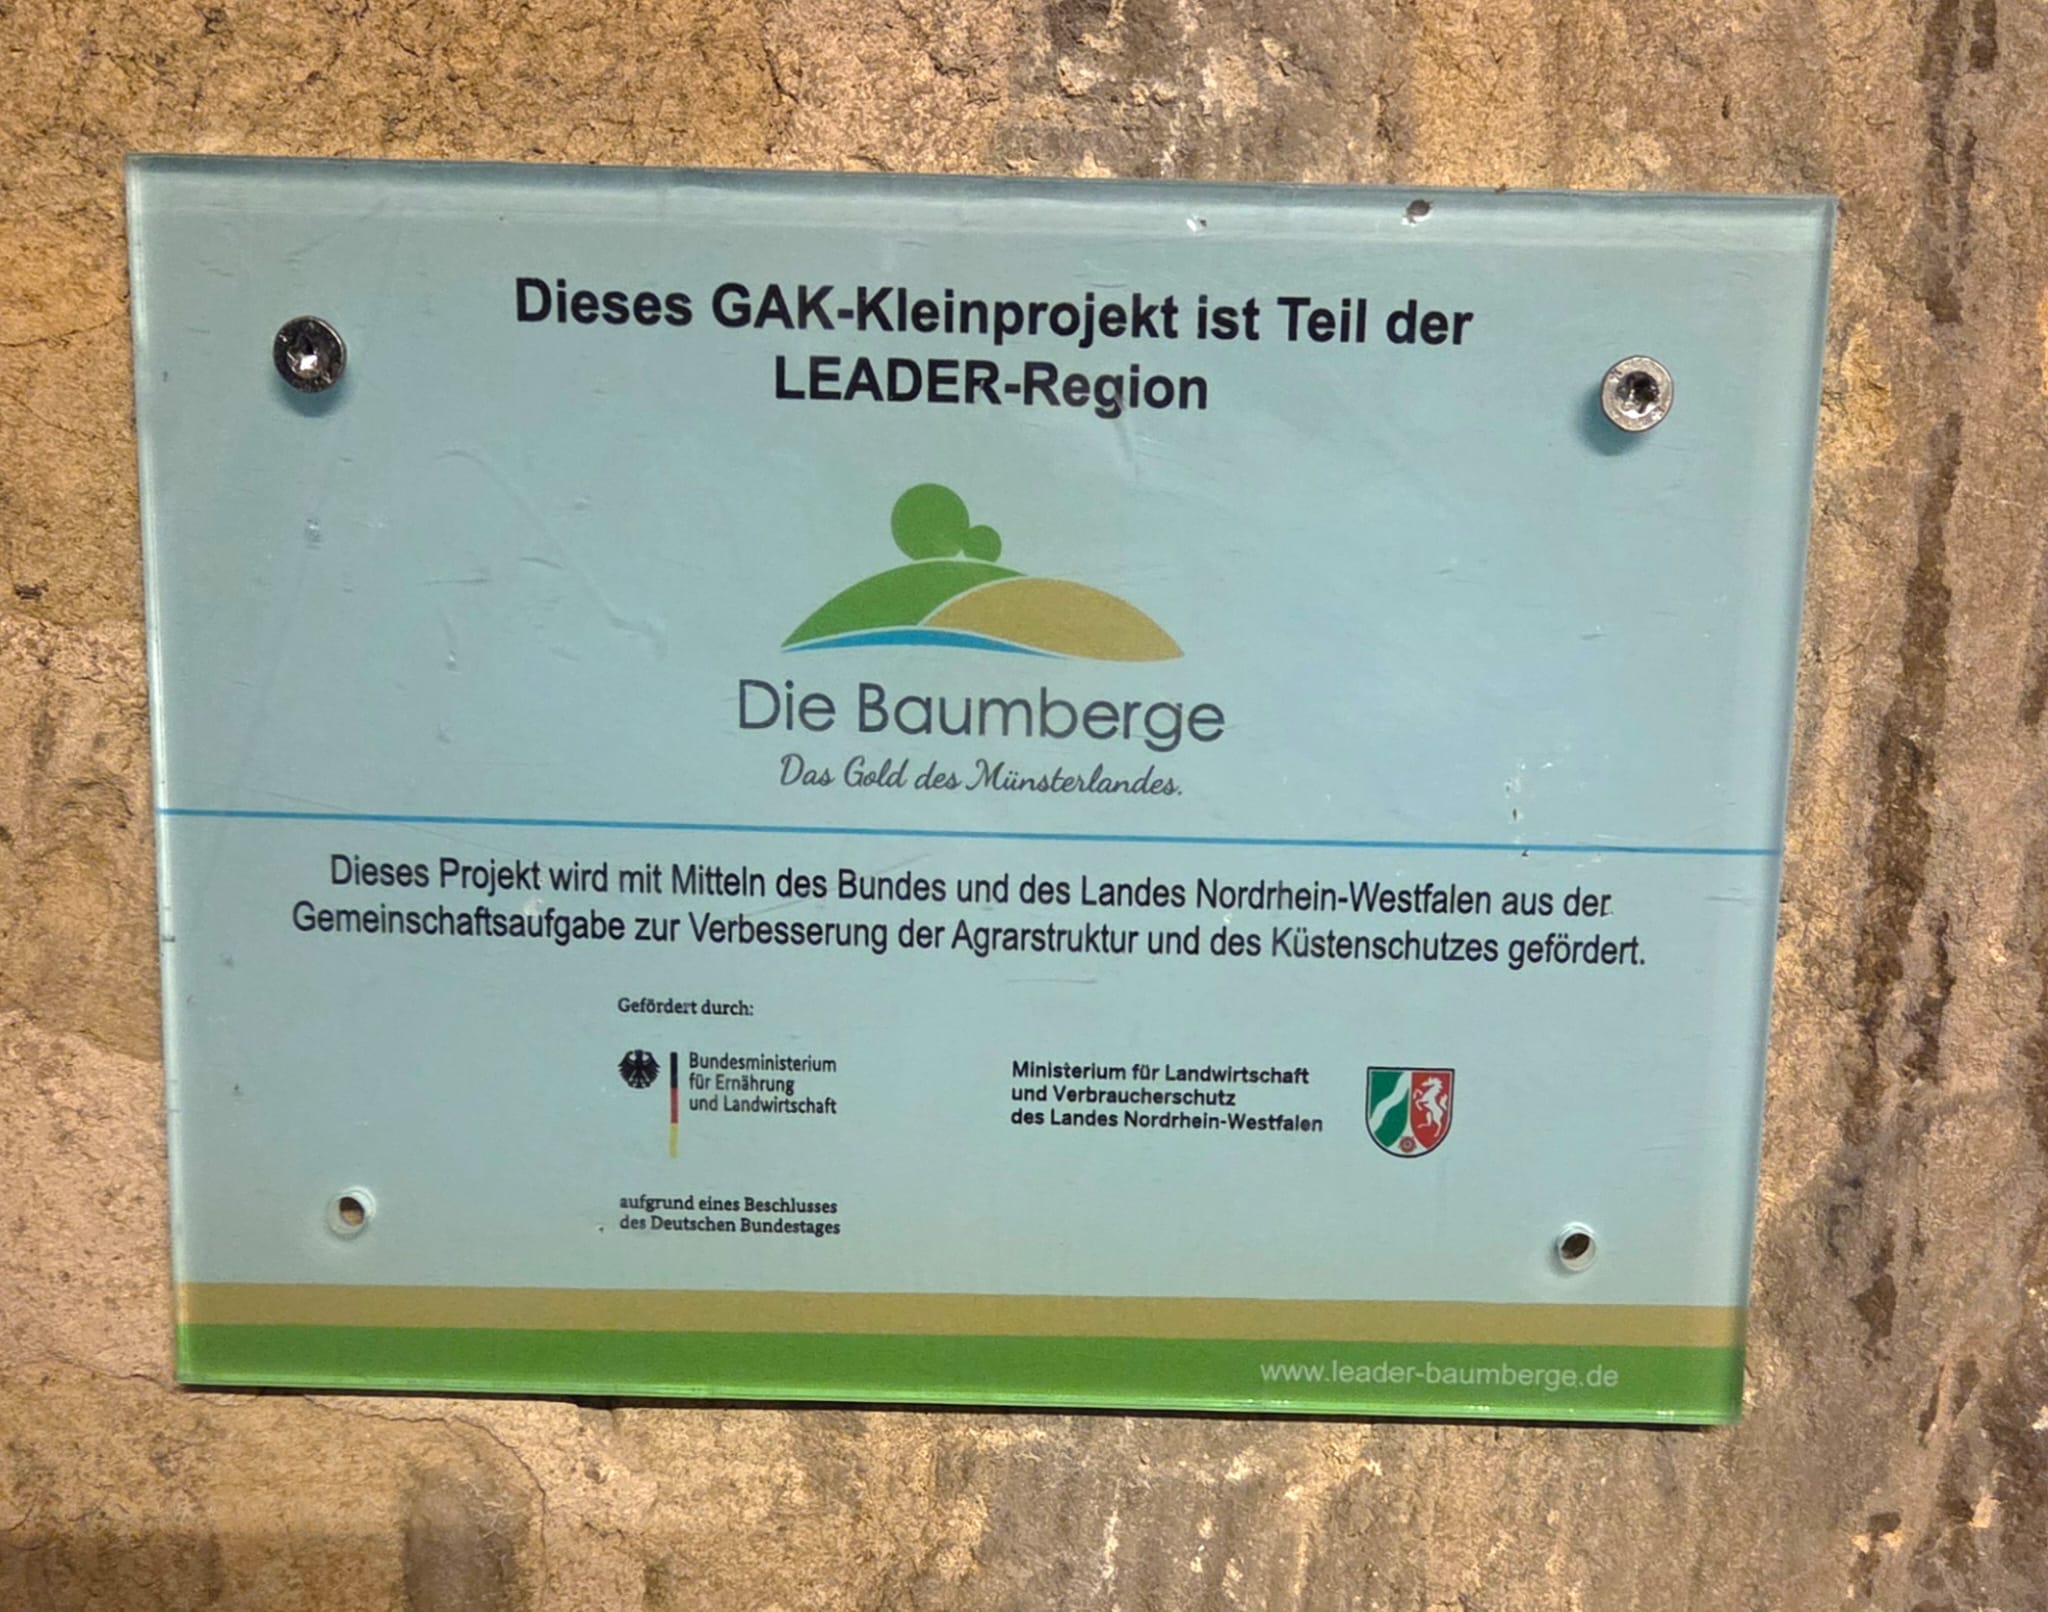 Dieses GAK-Kleinprojekt ist Teil der
LEADER-Region
Die Baumberge
Das Gold des Münsterlandes.
Dieses Projekt wird mit Mitteln des Bundes und des Landes Nordrhein-Westfalen aus der
Gemeinschaftsaufgabe zur Verbesserung der Agrarstruktur und des Küstenschutzes gefördert.
Gefördert durch:
Bundesministerium
für Ernährung
und Landwirtschaft
aufgrund eines Beschlusses
des Deutschen Bundestages
Ministerium für Landwirtschaft
und Verbraucherschutz
des Landes Nordrhein-Westfalen
www.leader-baumberge.de